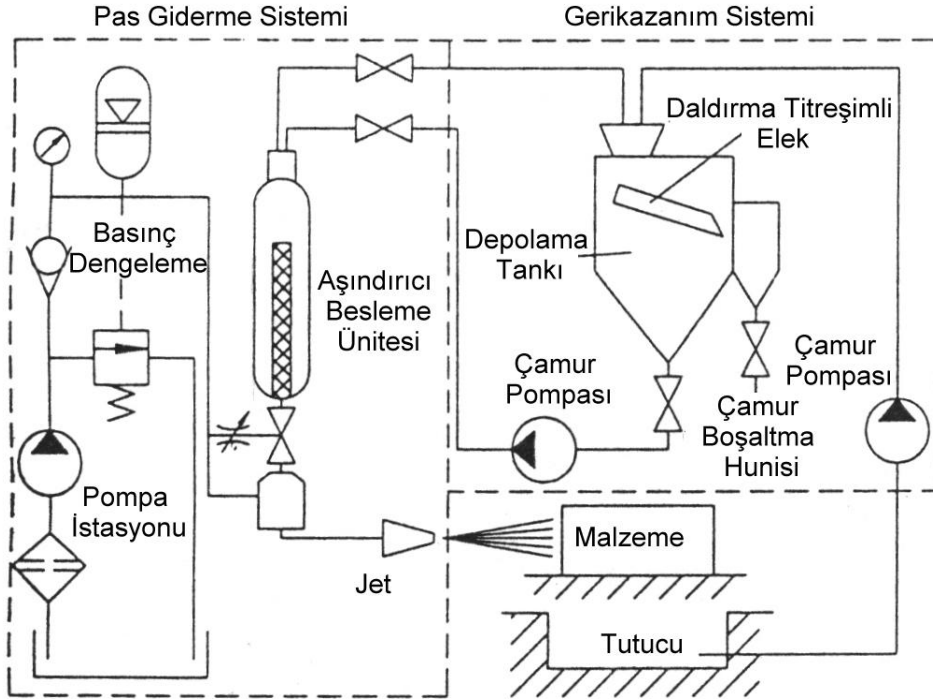 Pas Giderme Sistemi
Gerikazanım Sistemi
Daldırma Titreşimli
Elek
Basınç
Dengeleme
Depolama
Tankı
Aşındırıcı
Besleme
Ünitesi
Çamur
Pompası
Çamur
Pompası
Çamur
Boşaltma
Hunisi
Pompa
İstasyonu
Malzeme
Jet
Tutucu